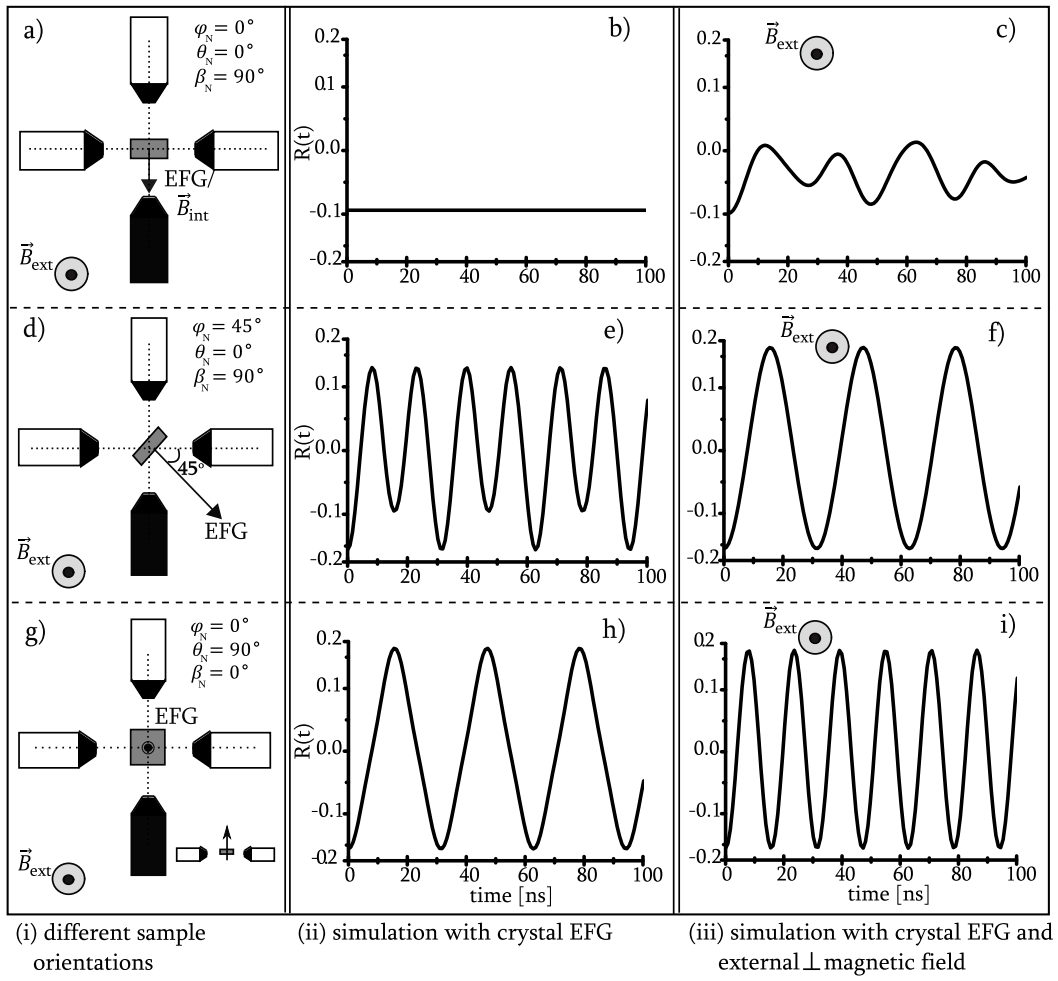 a)
φN = 0°
θN = 0°
βN = 90°
EFG/
B⃗int
B⃗ext
b)
R(t)
0.2
0.1
0.0
-0.1
-0.2
0 20 40 60 80 100
c)
B⃗ext
0.2
0.1
0.0
-0.1
-0.2
0 20 40 60 80 100
d)
φN = 45°
θN = 0°
βN = 90°
45°
EFG
B⃗ext
e)
R(t)
0.2
0.1
0.0
-0.1
-0.2
0 20 40 60 80 100
f)
B⃗ext
0.2
0.1
0.0
-0.1
-0.2
0 20 40 60 80 100
g)
φN = 0°
θN = 90°
βN = 0°
EFG
B⃗ext
h)
R(t)
0.2
0.1
0.0
-0.1
-0.2
0 20 40 60 80 100
time [ns]
i)
B⃗ext
0.2
0.1
0.0
-0.1
-0.2
0 20 40 60 80 100
time [ns]
(i) different sample
orientations
(ii) simulation with crystal EFG
(iii) simulation with crystal EFG and
external⊥magnetic field